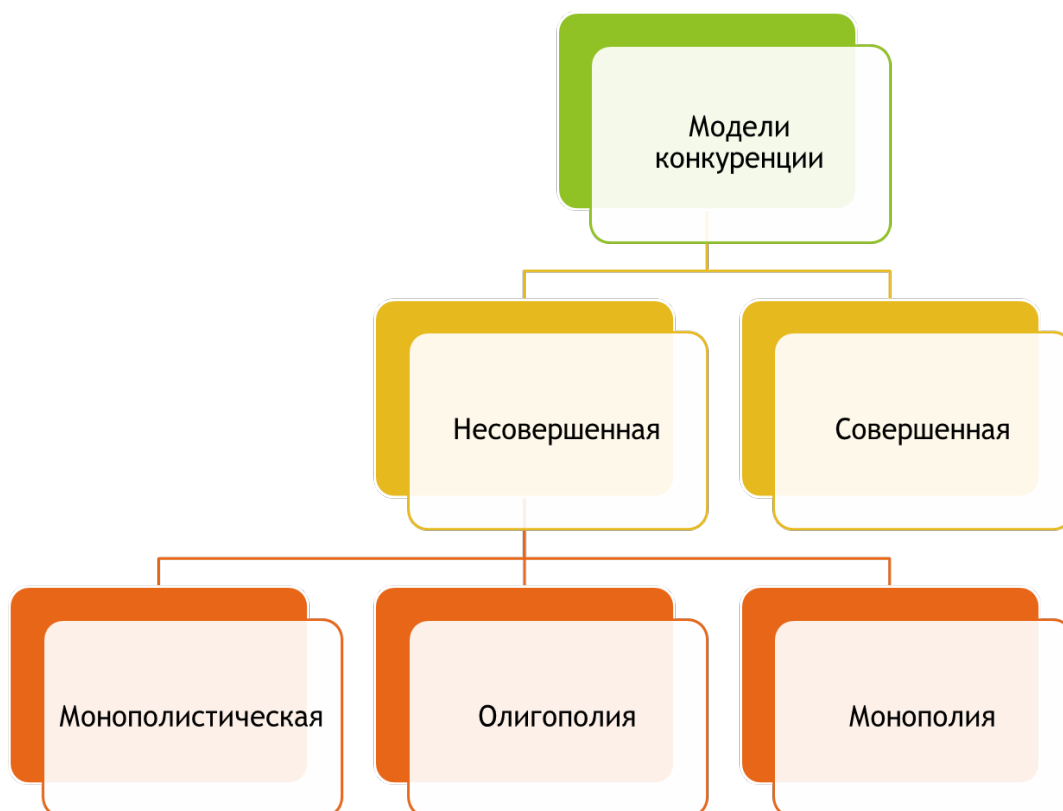 Модели
конкуренции
Несовершенная
Совершенная
Монополистическая
Олигополия
Монополия